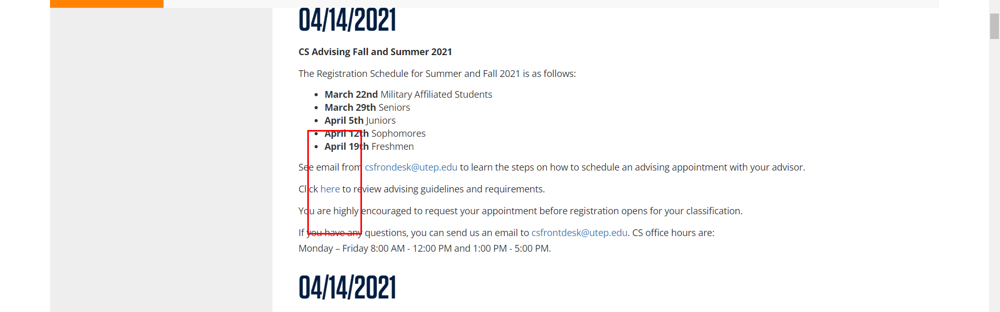 04/14/2021
CS Advising Fall and Summer 2021
The Registration Schedule for Summer and Fall 2021 is as follows:
• March 22nd Military Affiliated Students
• March 29th Seniors
• April 5th Juniors
• April 12th Sophomores
• April 19th Freshmen
See email from csfrondesk@utep.edu to learn the steps on how to schedule an advising appointment with your advisor.
Click here to review advising guidelines and requirements.
You are highly encouraged to request your appointment before registration opens for your classification.
If you have any questions, you can send us an email to csfrontdesk@utep.edu. CS office hours are:
Monday – Friday 8:00 AM - 12:00 PM and 1:00 PM - 5:00 PM.
04/14/2021